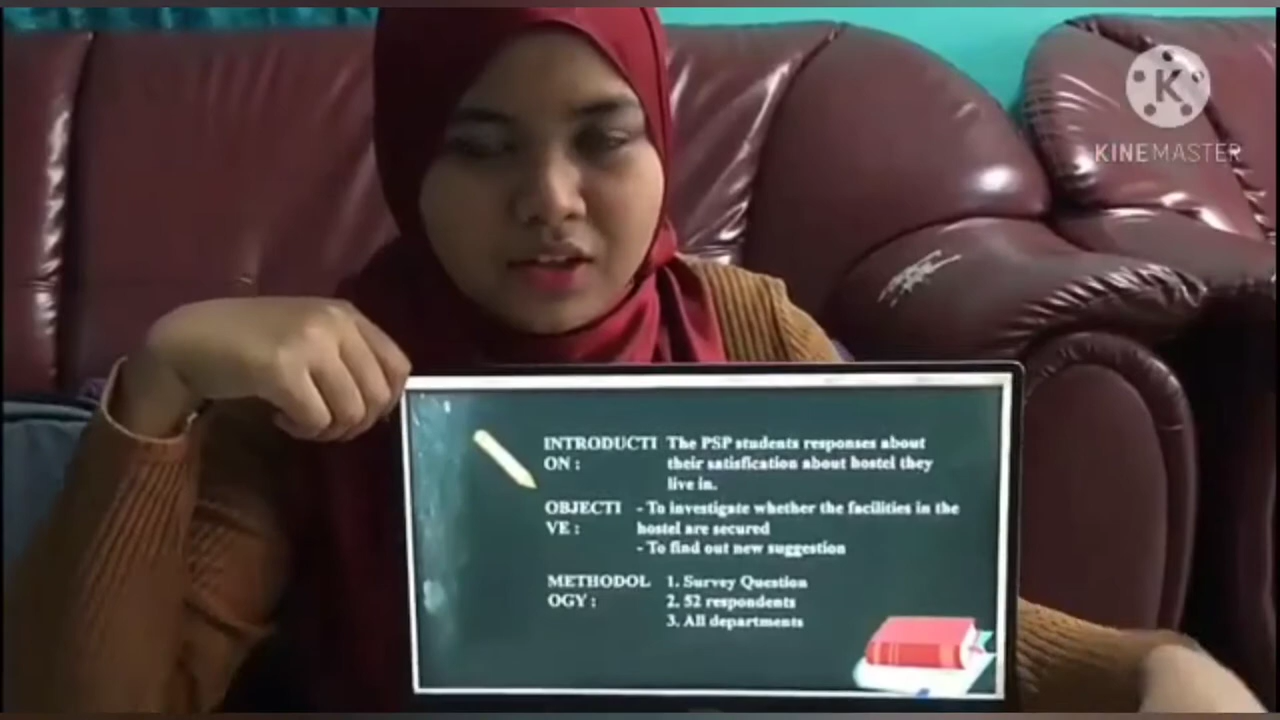 K
KINEMASTER
INTRODUCTI The PSP students responses about
ON : their satisfication about hostel they
live in.
OBJECTI - To investigate whether the facilities in the
VE : hostel are secured
- To find out new suggestion
METHODOL 1. Survey Question
OGY : 2. 52 respondents
3. All departments